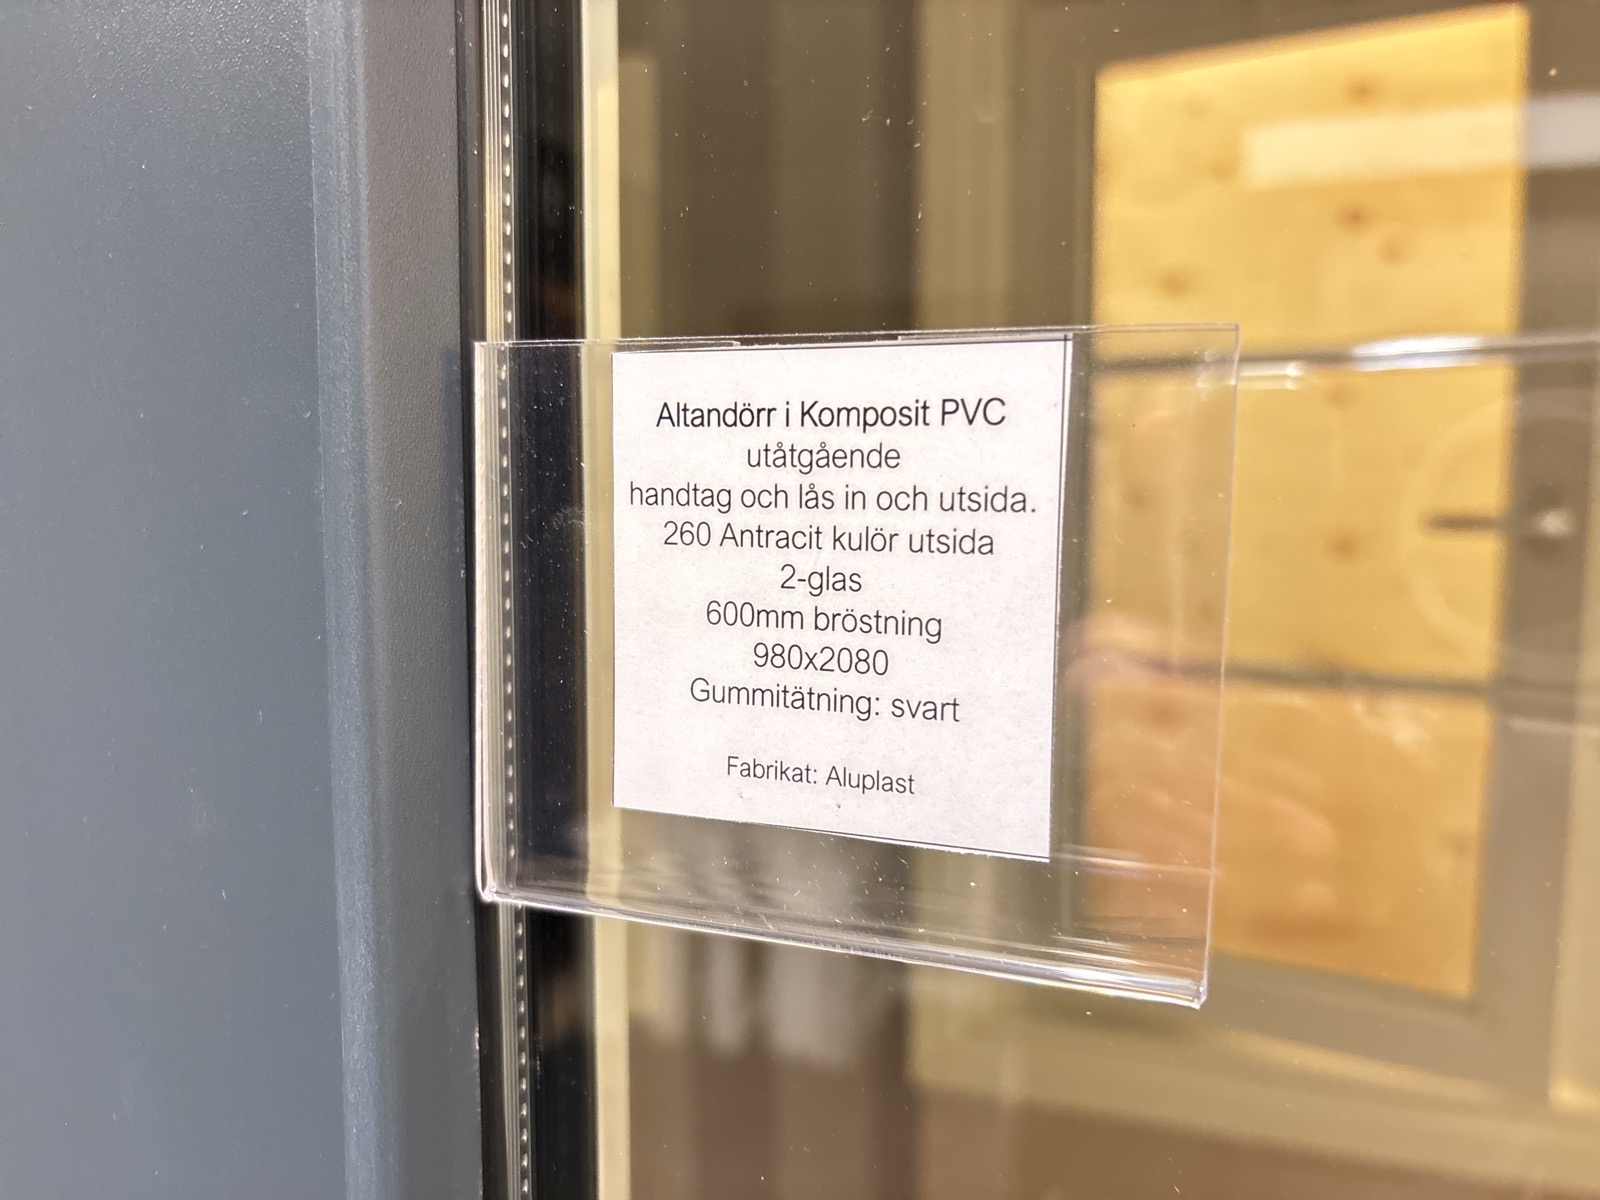 Altandörr i Komposit PVC
utåtgående
handtag och lås in och utsida.
260 Antracit kulör utsida
2-glas
600mm bröstning
980x2080
Gummitätning: svart
Fabrikat: Aluplast